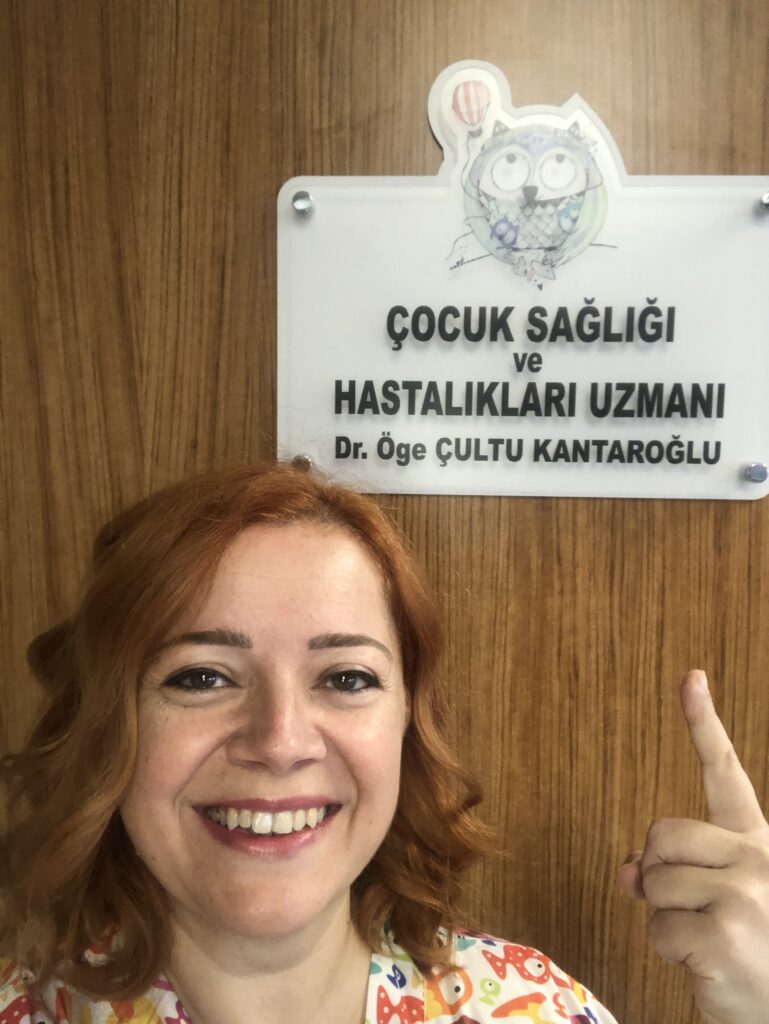 ÇOCUK SAĞLIĞI
ve
HASTALIKLARI UZMANI
Dr. Öge ÇULTU KANTAROĞLU